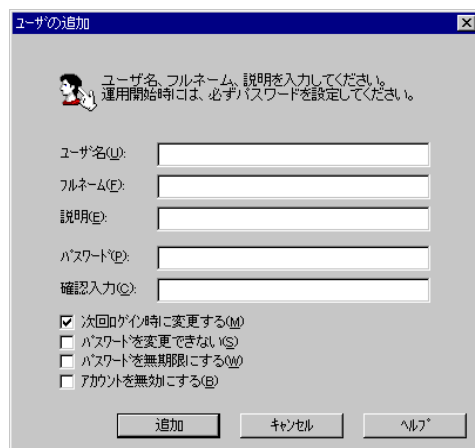 ﾕｰｻﾞの追加
ユーザ名、フルネーム、説明を入力してください。
運用開始時には、必ずパスワードを設定してください。
ﾕｰｻﾞ名(U):
ﾌﾙﾈｰﾑ(F):
説明(E):
ﾊﾟｽﾜｰﾄﾞ(P):
確認入力(C):
次回ﾛｸﾞｲﾝ時に変更する(M)
ﾊﾟｽﾜｰﾄﾞを変更できない(S)
ﾊﾟｽﾜｰﾄﾞを無期限にする(W)
ｱｶｳﾝﾄを無効にする(B)
追加
ｷｬﾝｾﾙ
ﾍﾙﾌﾟ